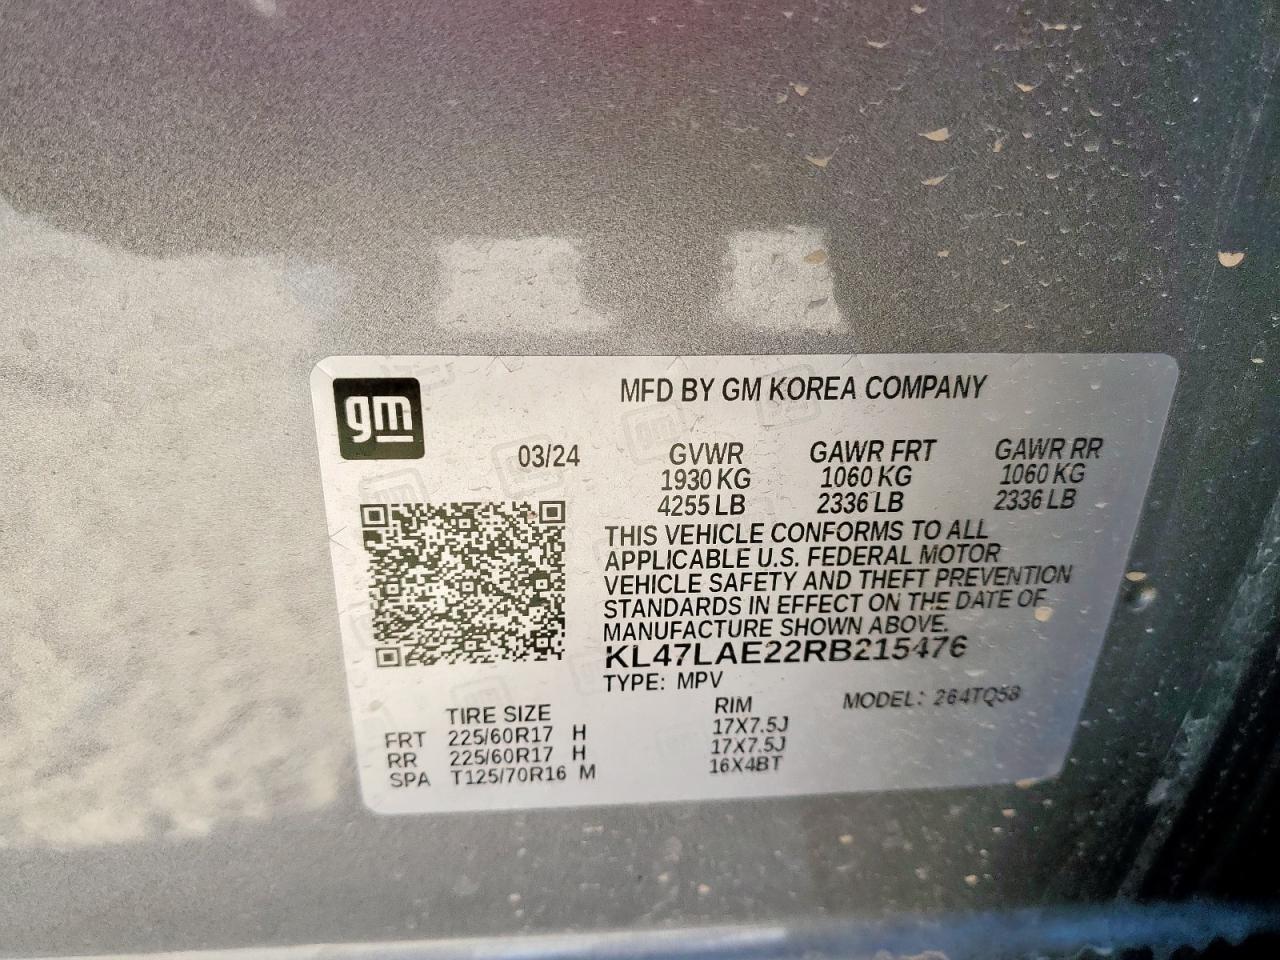 gm
MFD BY GM KOREA COMPANY
03/24 GVWR GAWR FRT GAWR RR
1930 KG 1060 KG 1060 KG
4255 LB 2336 LB 2336 LB
THIS VEHICLE CONFORMS TO ALL
APPLICABLE U.S. FEDERAL MOTOR
VEHICLE SAFETY AND THEFT PREVENTION
STANDARDS IN EFFECT ON THE DATE OF
MANUFACTURE SHOWN ABOVE.
KL47LAE22RB215476
TYPE: MPV MODEL: 264TQ58
TIRE SIZE RIM
FRT 225/60R17 H 17X7.5J
RR 225/60R17 H 17X7.5J
SPA T125/70R16 M 16X4BT